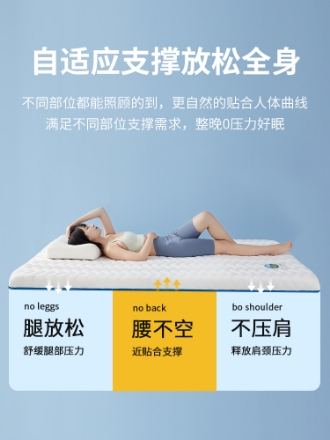 自适应支撑放松全身
不同部位都能照顾的到，更自然的贴合人体曲线
满足不同部位支撑需求，整晚0压力好眠
no leggs
腿放松
舒缓腿部压力
no back
腰不空
近贴合支撑
bo shoulder
不压肩
释放肩颈压力